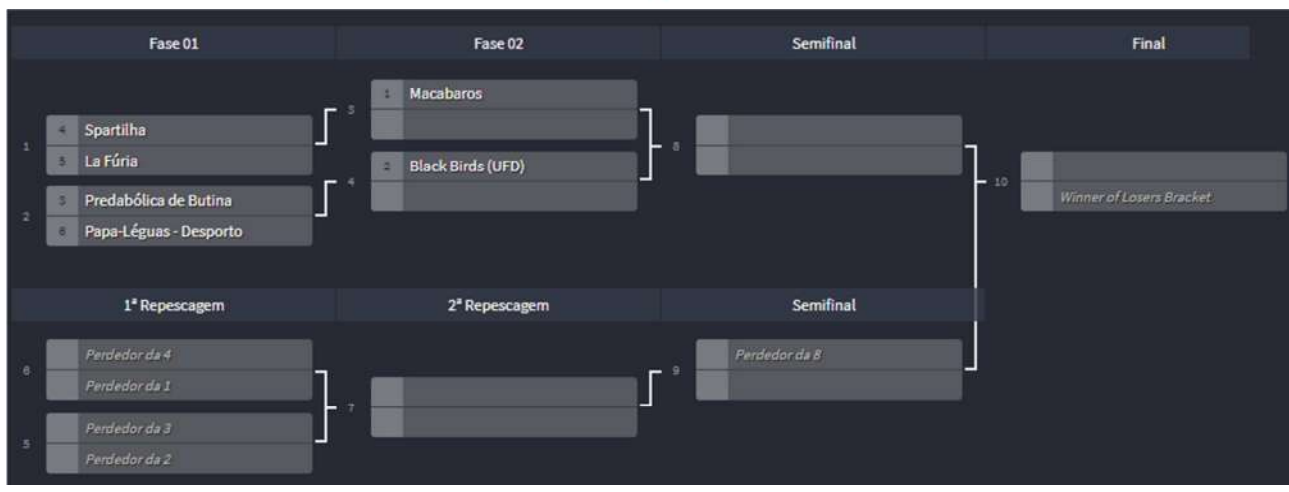 Fase 01
Fase 02
Semifinal
Final
1
4 Spartilha
5 La Fúria
2
3 Predabólica de Butina
6 Papa-Léguas - Desporto
3
1 Macabaros
4
2 Black Birds (UFD)
8
10
Winner of Losers Bracket
1ª Repescagem
2ª Repescagem
Semifinal
6
Perdedor da 4
Perdedor da 1
5
Perdedor da 3
Perdedor da 2
7
9
Perdedor da 8